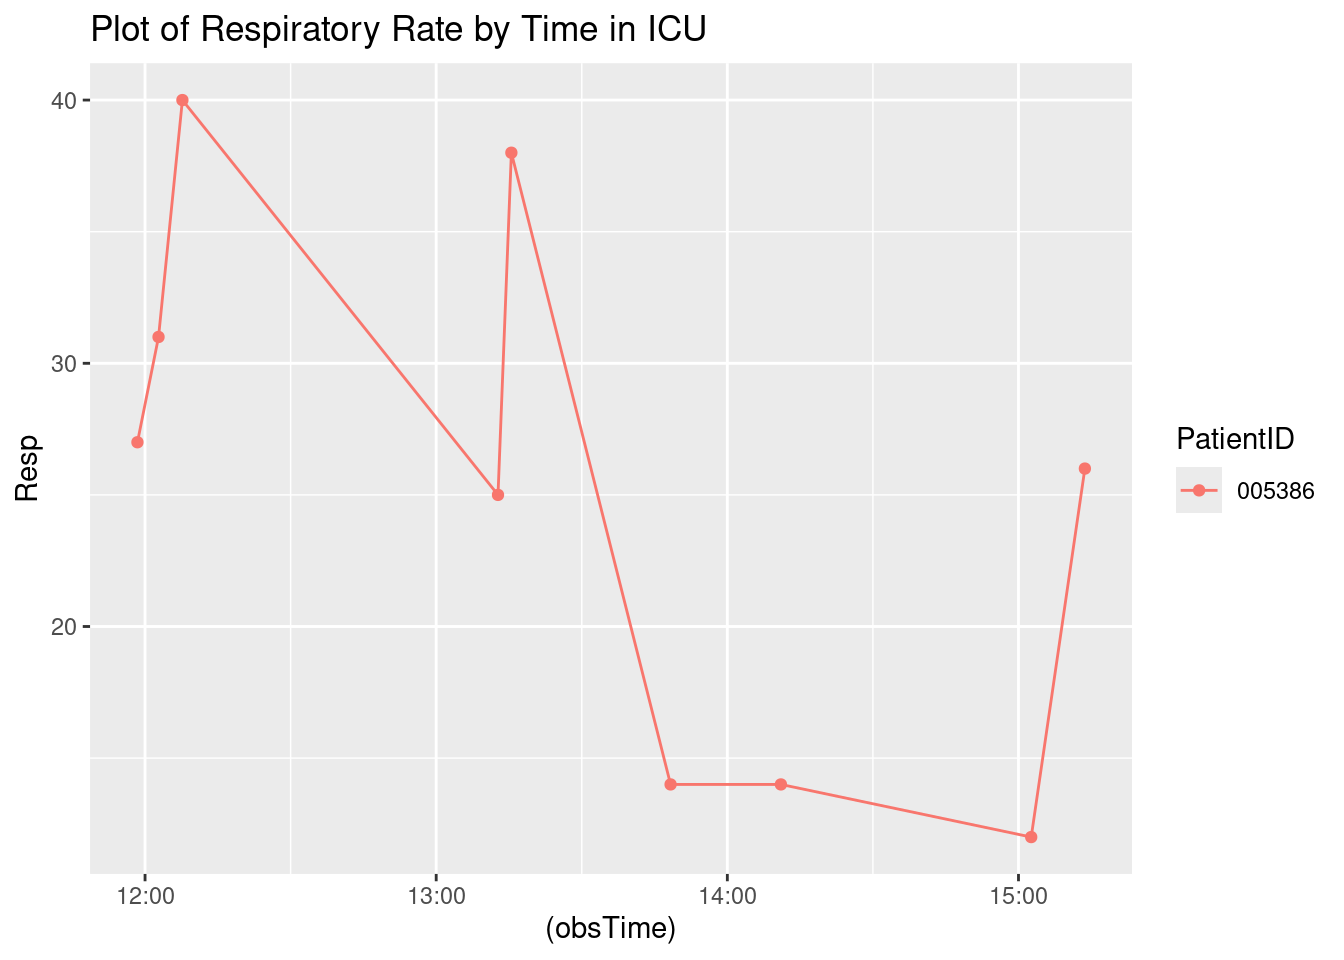 Plot of Respiratory Rate by Time in ICU
40
30
20
Resp
12:00 13:00 14:00 15:00
(obsTime)
PatientID
005386